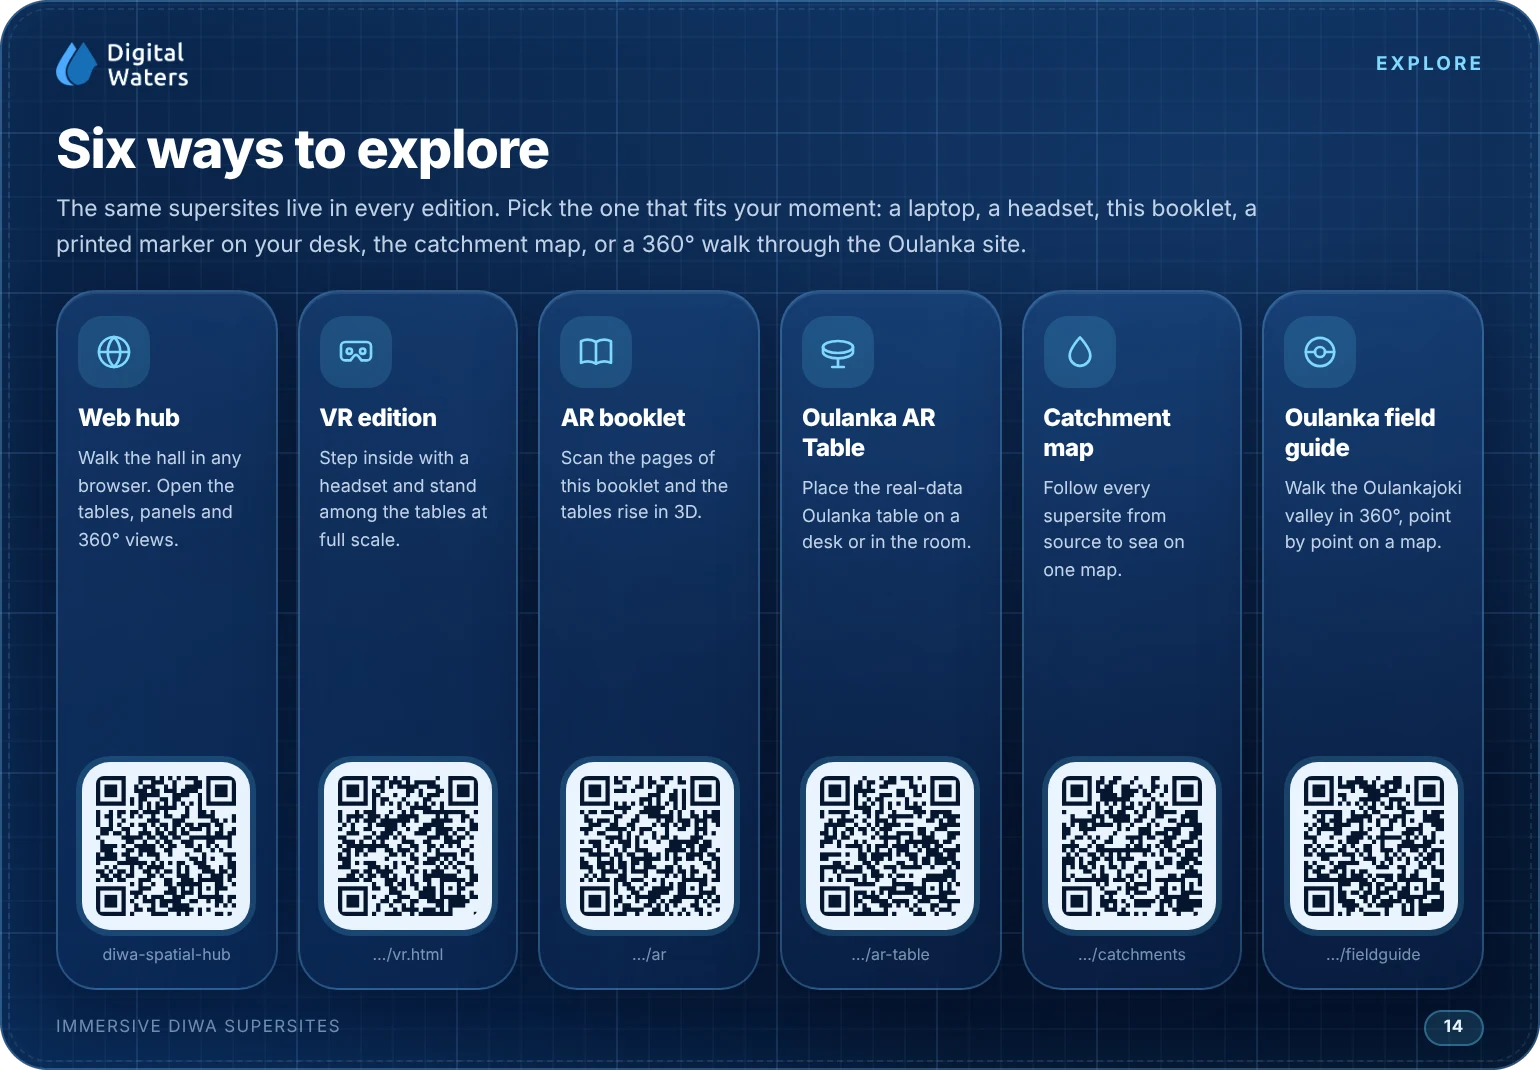 Digital
Waters
EXPLORE
Six ways to explore
The same supersites live in every edition. Pick the one that fits your moment: a laptop, a headset, this booklet, a
printed marker on your desk, the catchment map, or a 360° walk through the Oulanka site.
Web hub
Walk the hall in any
browser. Open the
tables, panels and
360° views.
diwa-spatial-hub
VR edition
Step inside with a
headset and stand
among the tables at
full scale.
.../vr.html
AR booklet
Scan the pages of
this booklet and the
tables rise in 3D.
.../ar
Oulanka AR
Table
Place the real-data
Oulanka table on a
desk or in the room.
.../ar-table
Catchment
map
Follow every
supersite from
source to sea on
one map.
.../catchments
Oulanka field
guide
Walk the Oulankajoki
valley in 360°, point
by point on a map.
.../fieldguide
IMMERSIVE DIWA SUPERSITES
14